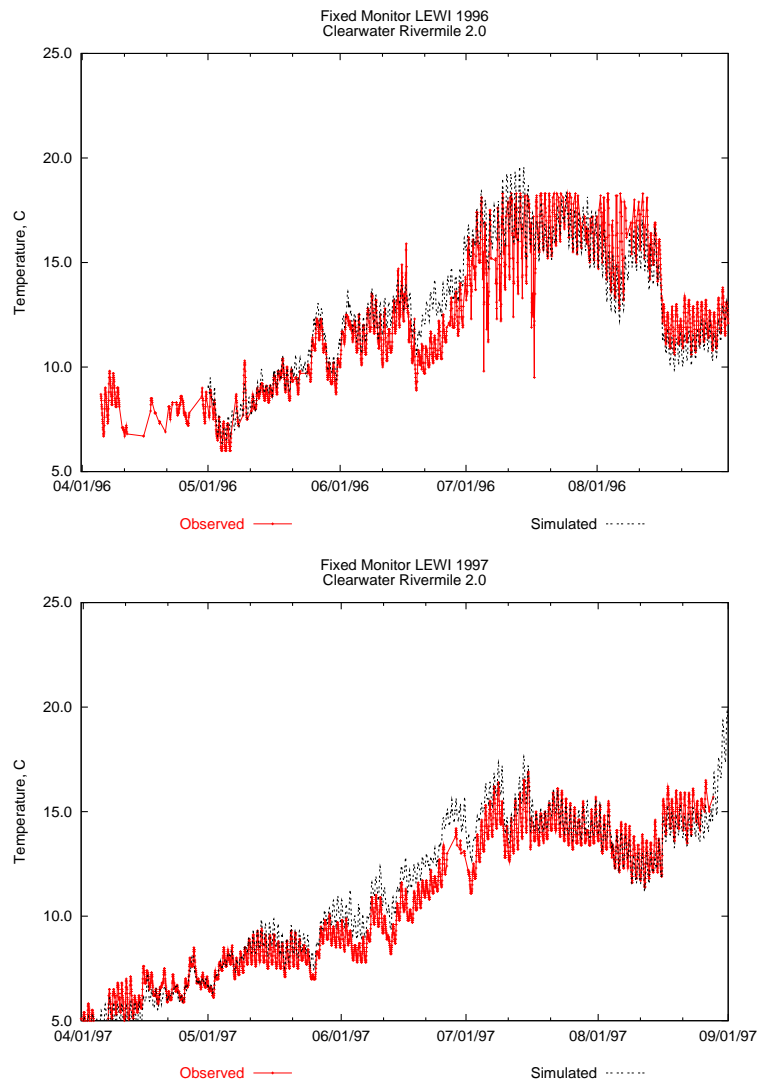 Fixed Monitor LEWI 1996
Clearwater Rivermile 2.0
25.0
20.0
15.0
10.0
5.0
Temperature, C
04/01/96 05/01/96 06/01/96 07/01/96 08/01/96
Observed Simulated
Fixed Monitor LEWI 1997
Clearwater Rivermile 2.0
25.0
20.0
15.0
10.0
5.0
Temperature, C
04/01/97 05/01/97 06/01/97 07/01/97 08/01/97 09/01/97
Observed Simulated